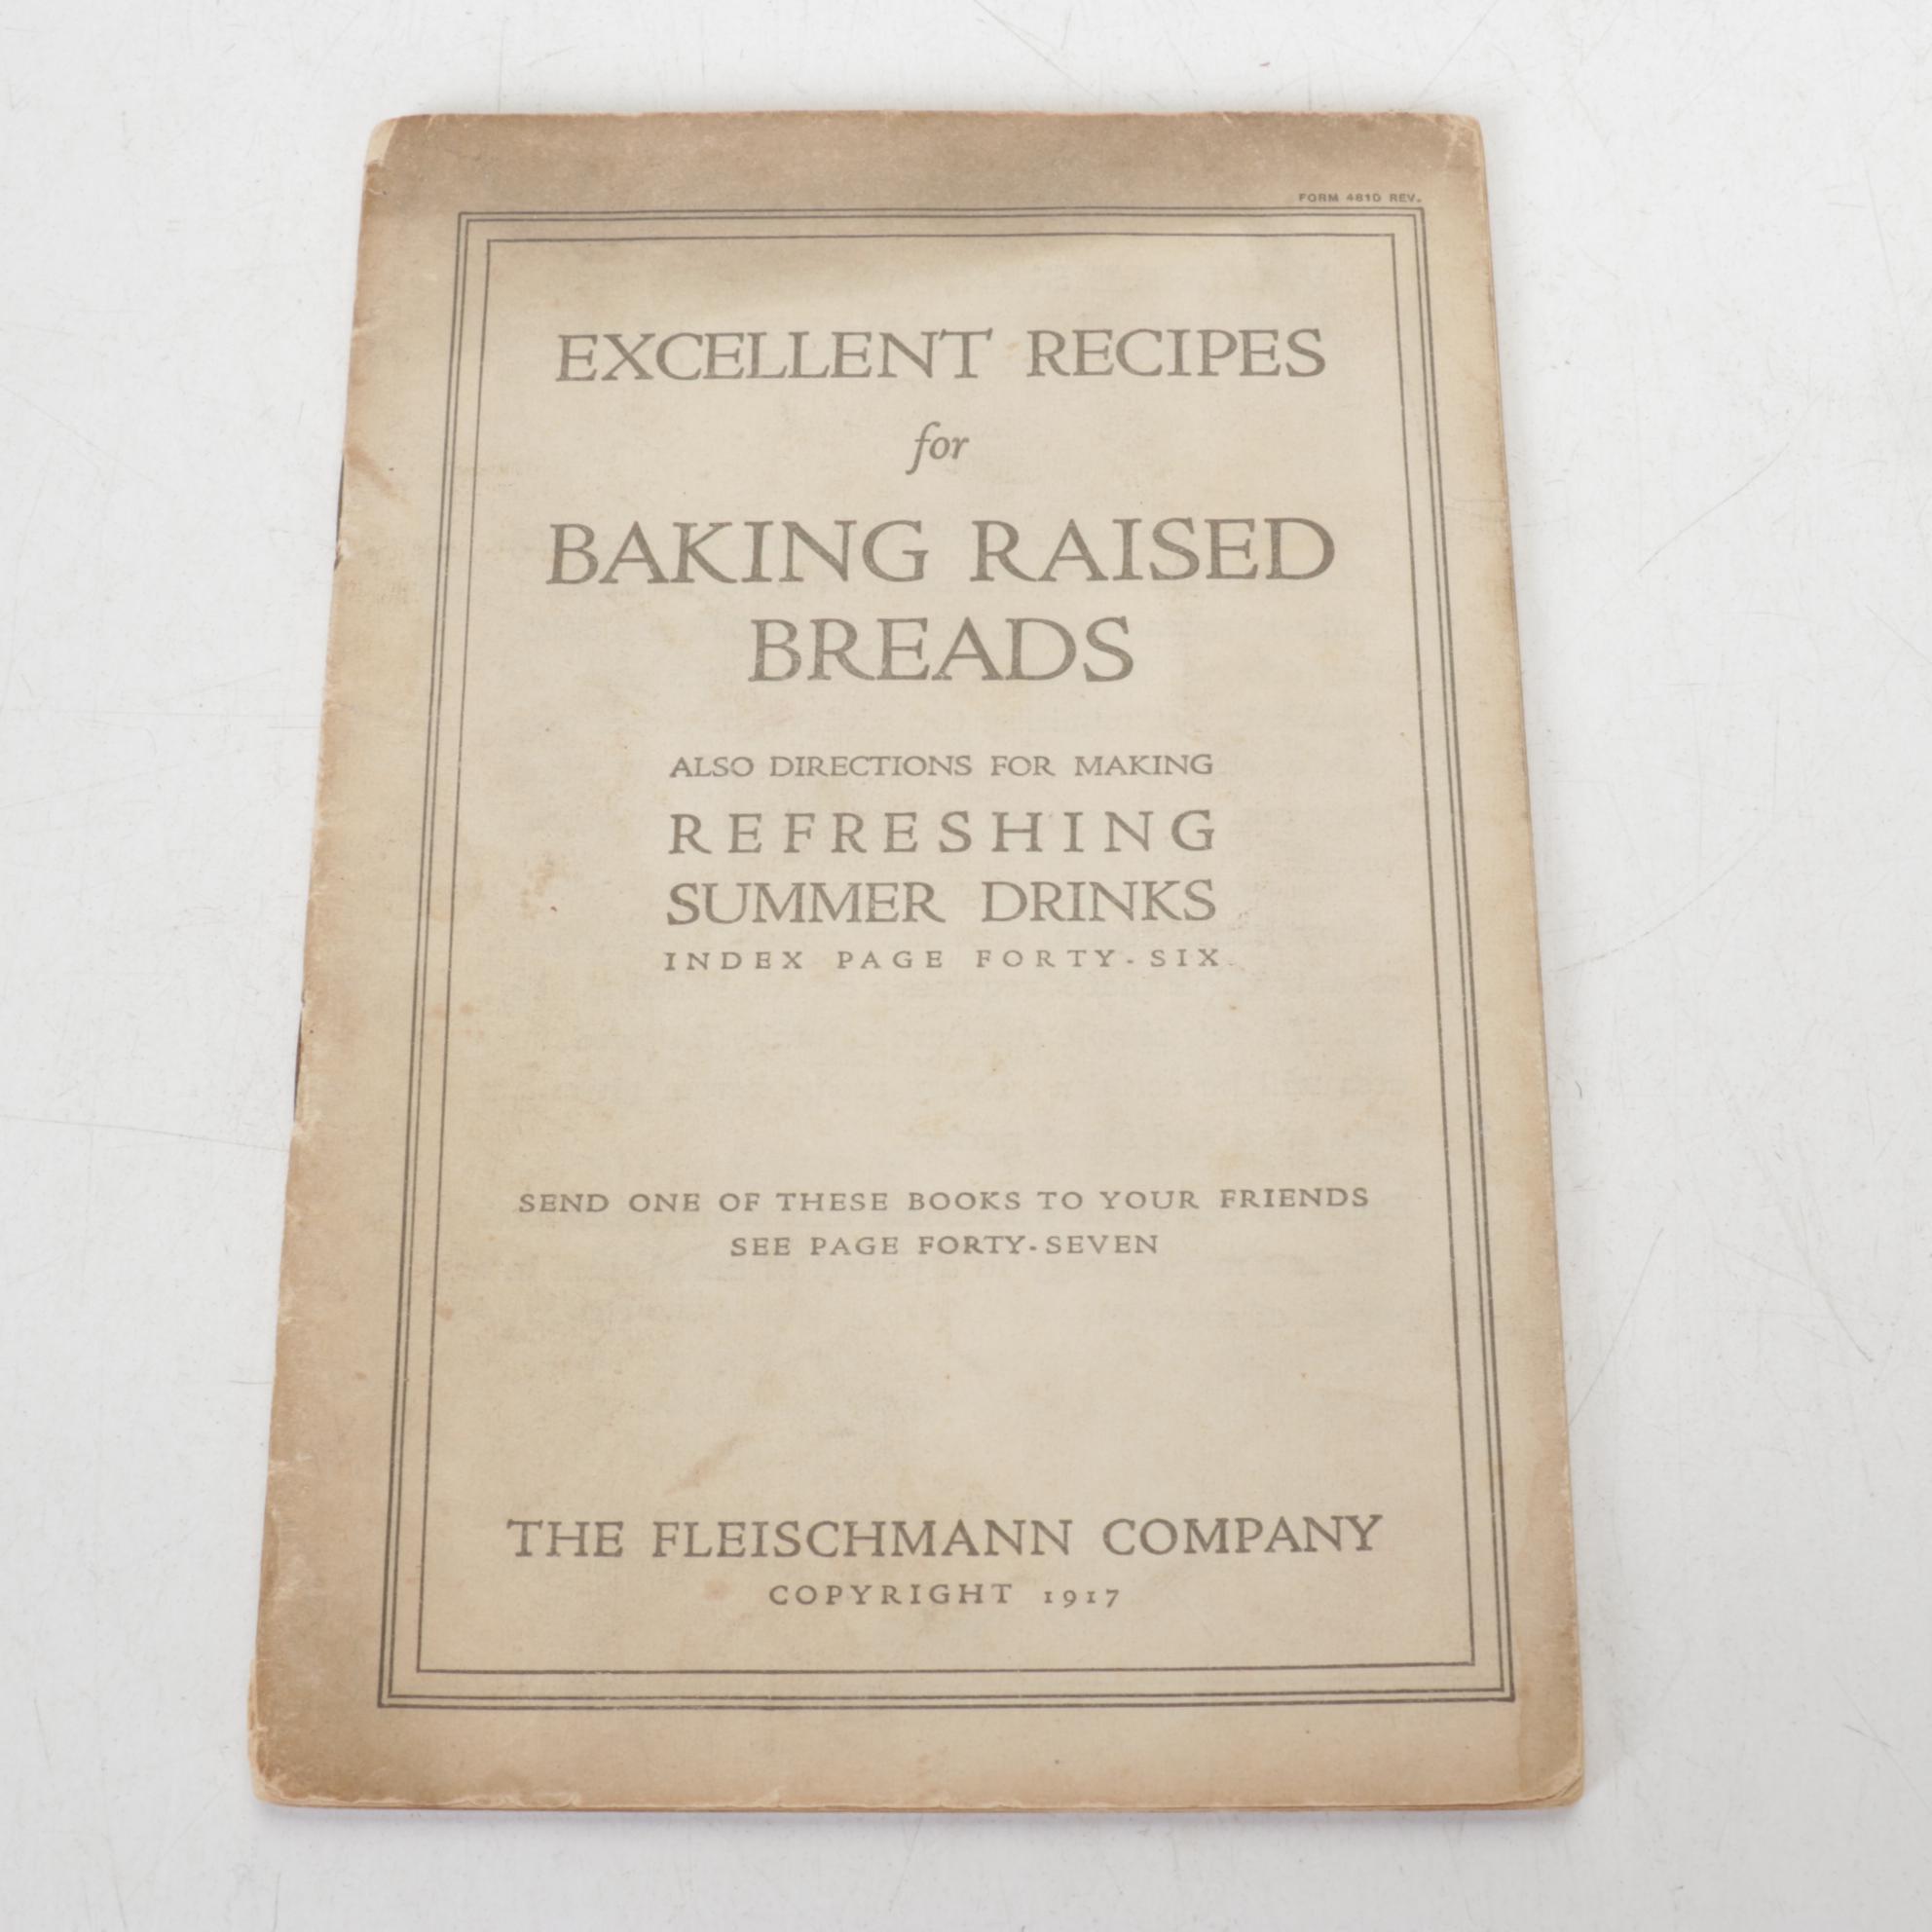 FORM 461D REV.
EXCELLENT RECIPES
for
BAKING RAISED
BREADS
ALSO DIRECTIONS FOR MAKING
REFRESHING
SUMMER DRINKS
INDEX PAGE FORTY-SIX
SEND ONE OF THESE BOOKS TO YOUR FRIENDS
SEE PAGE FORTY-SEVEN
THE FLEISCHMANN COMPANY
COPYRIGHT 1917